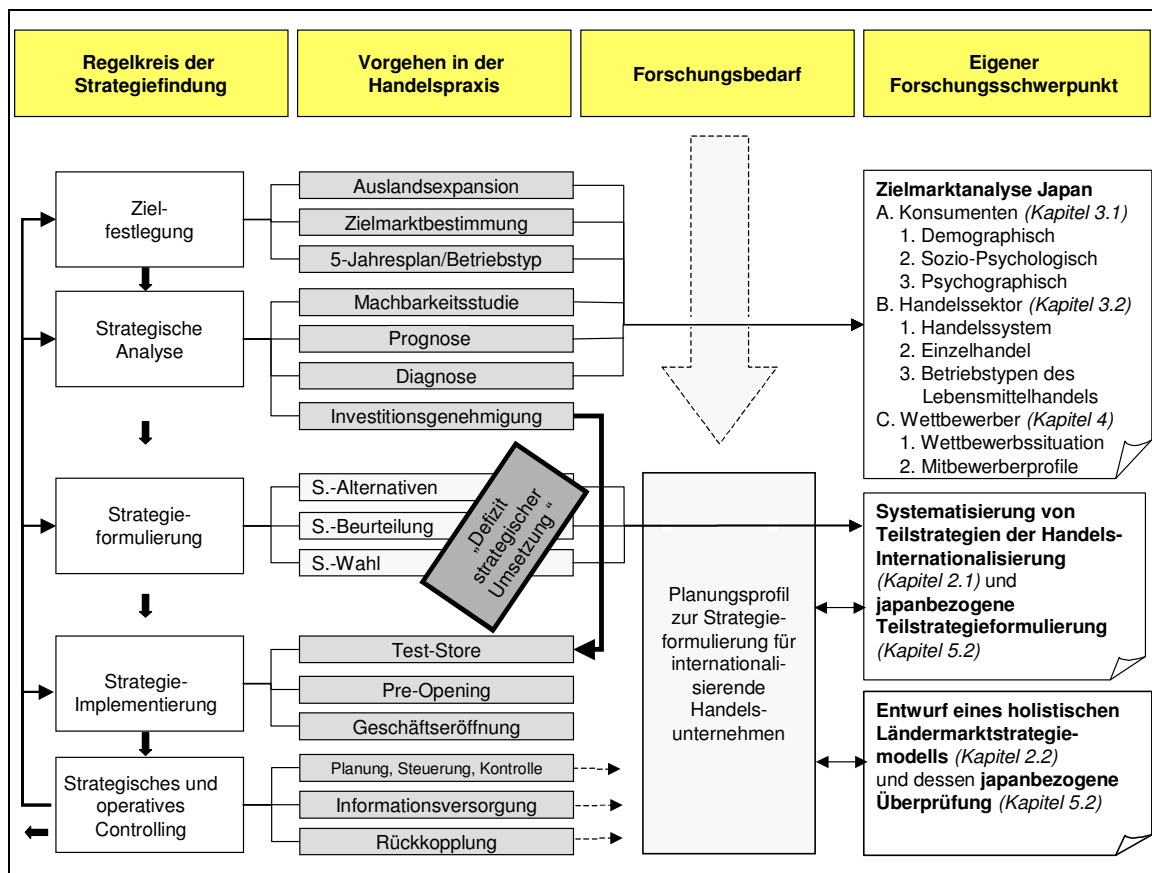 Regelkreis der
Strategiefindung
Vorgehen in der
Handelspraxis
Forschungsbedarf
Eigener
Forschungsschwerpunkt
Ziel-
festlegung
Strategische
Analyse
Strategie-
formulierung
Strategie-
Implementierung
Strategisches und
operatives
Controlling
Auslandsexpansion
Zielmarktbestimmung
5-Jahresplan/Betriebstyp
Machbarkeitsstudie
Prognose
Diagnose
Investitionsgenehmigung
S.-Alternativen
S.-Beurteilung
S.-Wahl
„Defizit
strategischer
Umsetzung “
Test-Store
Pre-Opening
Geschäftseröffnung
Planung, Steuerung, Kontrolle
Informationsversorgung
Rückkopplung
Planungsprofil
zur Strategie-
formulierung für
internationali-
sierende
Handels-
unternehmen
Zielmarktanalyse Japan
A. Konsumenten (Kapitel 3.1)
1. Demographisch
2. Sozio-Psychologisch
3. Psychographisch
B. Handelssektor (Kapitel 3.2)
1. Handelssystem
2. Einzelhandel
3. Betriebstypen des
Lebensmittelhandels
C. Wettbewerber (Kapitel 4)
1. Wettbewerbssituation
2. Mitbewerberprofile
Systematisierung von
Teilstrategien der Handels-
Internationalisierung
(Kapitel 2.1) und
japanbezogene
Teilstrategieformulierung
(Kapitel 5.2)
Entwurf eines holistischen
Ländermarktstrategie-
modells (Kapitel 2.2)
und dessen japanbezogene
Überprüfung (Kapitel 5.2)